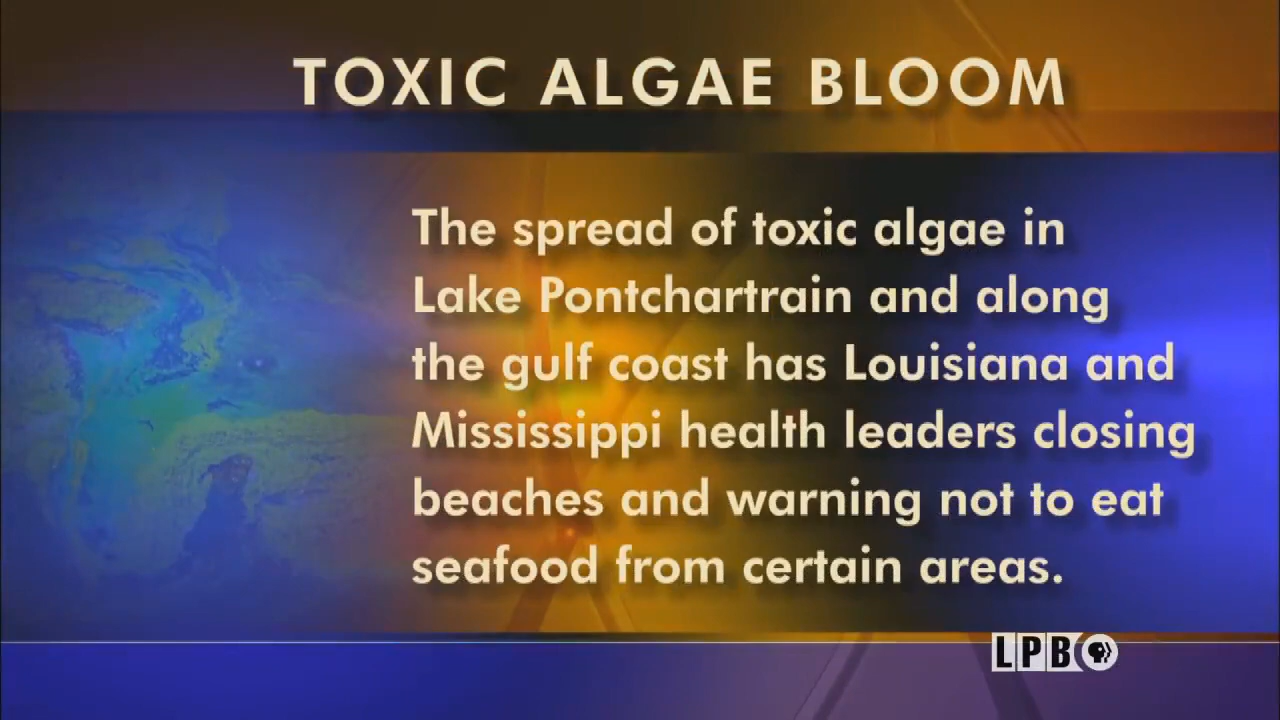 TOXIC ALGAE BLOOM
The spread of toxic algae in
Lake Pontchartrain and along
the gulf coast has Louisiana and
Mississippi health leaders closing
beaches and warning not to eat
seafood from certain areas.
LPB